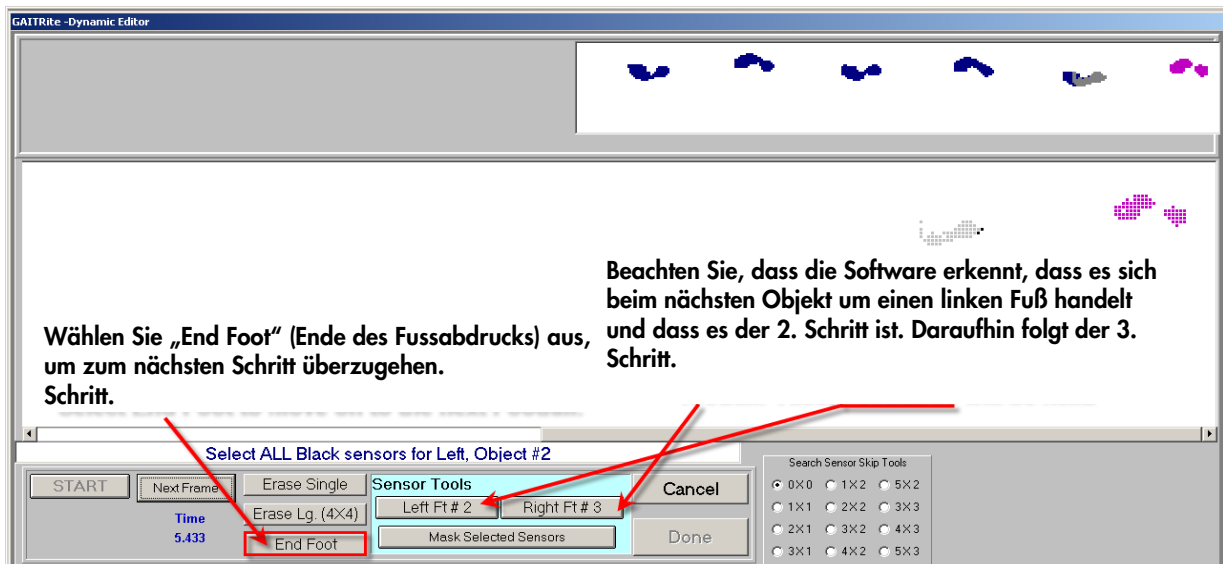 GAITRite -Dynamic Editor
Beachten Sie, dass die Software erkennt, dass es sich
beim nächsten Objekt um einen linken Fuß handelt
und dass es der 2. Schritt ist. Daraufhin folgt der 3.
Schritt.
Wählen Sie „End Foot“ (Ende des Fussabdrucks) aus,
um zum nächsten Schritt überzugehen.
Schritt.
Select ALL Black sensors for Left, Object #2
START
Next Frame
Time
5.433
Erase Single
Erase Lg. (4X4)
End Foot
Sensor Tools
Left Ft # 2
Right Ft # 3
Mask Selected Sensors
Cancel
Done
Search Sensor Skip Tools
0X0 1X2 5X2
1X1 2X2 3X3
2X1 3X2 4X3
3X1 4X2 5X3